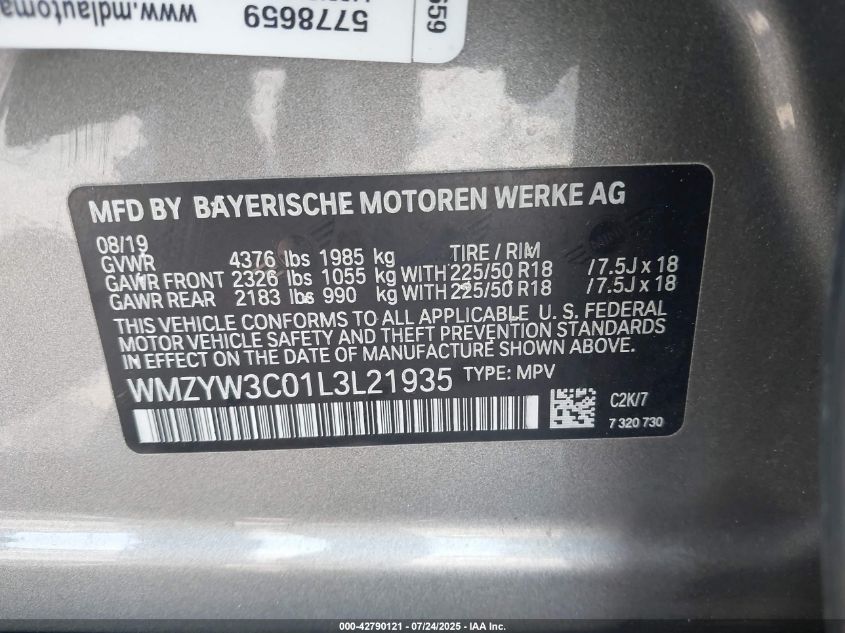 www.mdlautoma
5778659
659
MFD BY BAYERISCHE MOTOREN WERKE AG
08/19
GVWR 4376 lbs 1985 kg TIRE / RIM
GAWR FRONT 2326 lbs 1055 kg WITH 225/50 R18 /7.5J x 18
GAWR REAR 2183 lbs 990 kg WITH 225/50 R18 /7.5J x 18
THIS VEHICLE CONFORMS TO ALL APPLICABLE U. S. FEDERAL
MOTOR VEHICLE SAFETY AND THEFT PREVENTION STANDARDS
IN EFFECT ON THE DATE OF MANUFACTURE SHOWN ABOVE.
WMZYW3C01L3L21935 TYPE: MPV
C2K/7
7 320 730
000-42790121 - 07/24/2025 - IAA Inc.